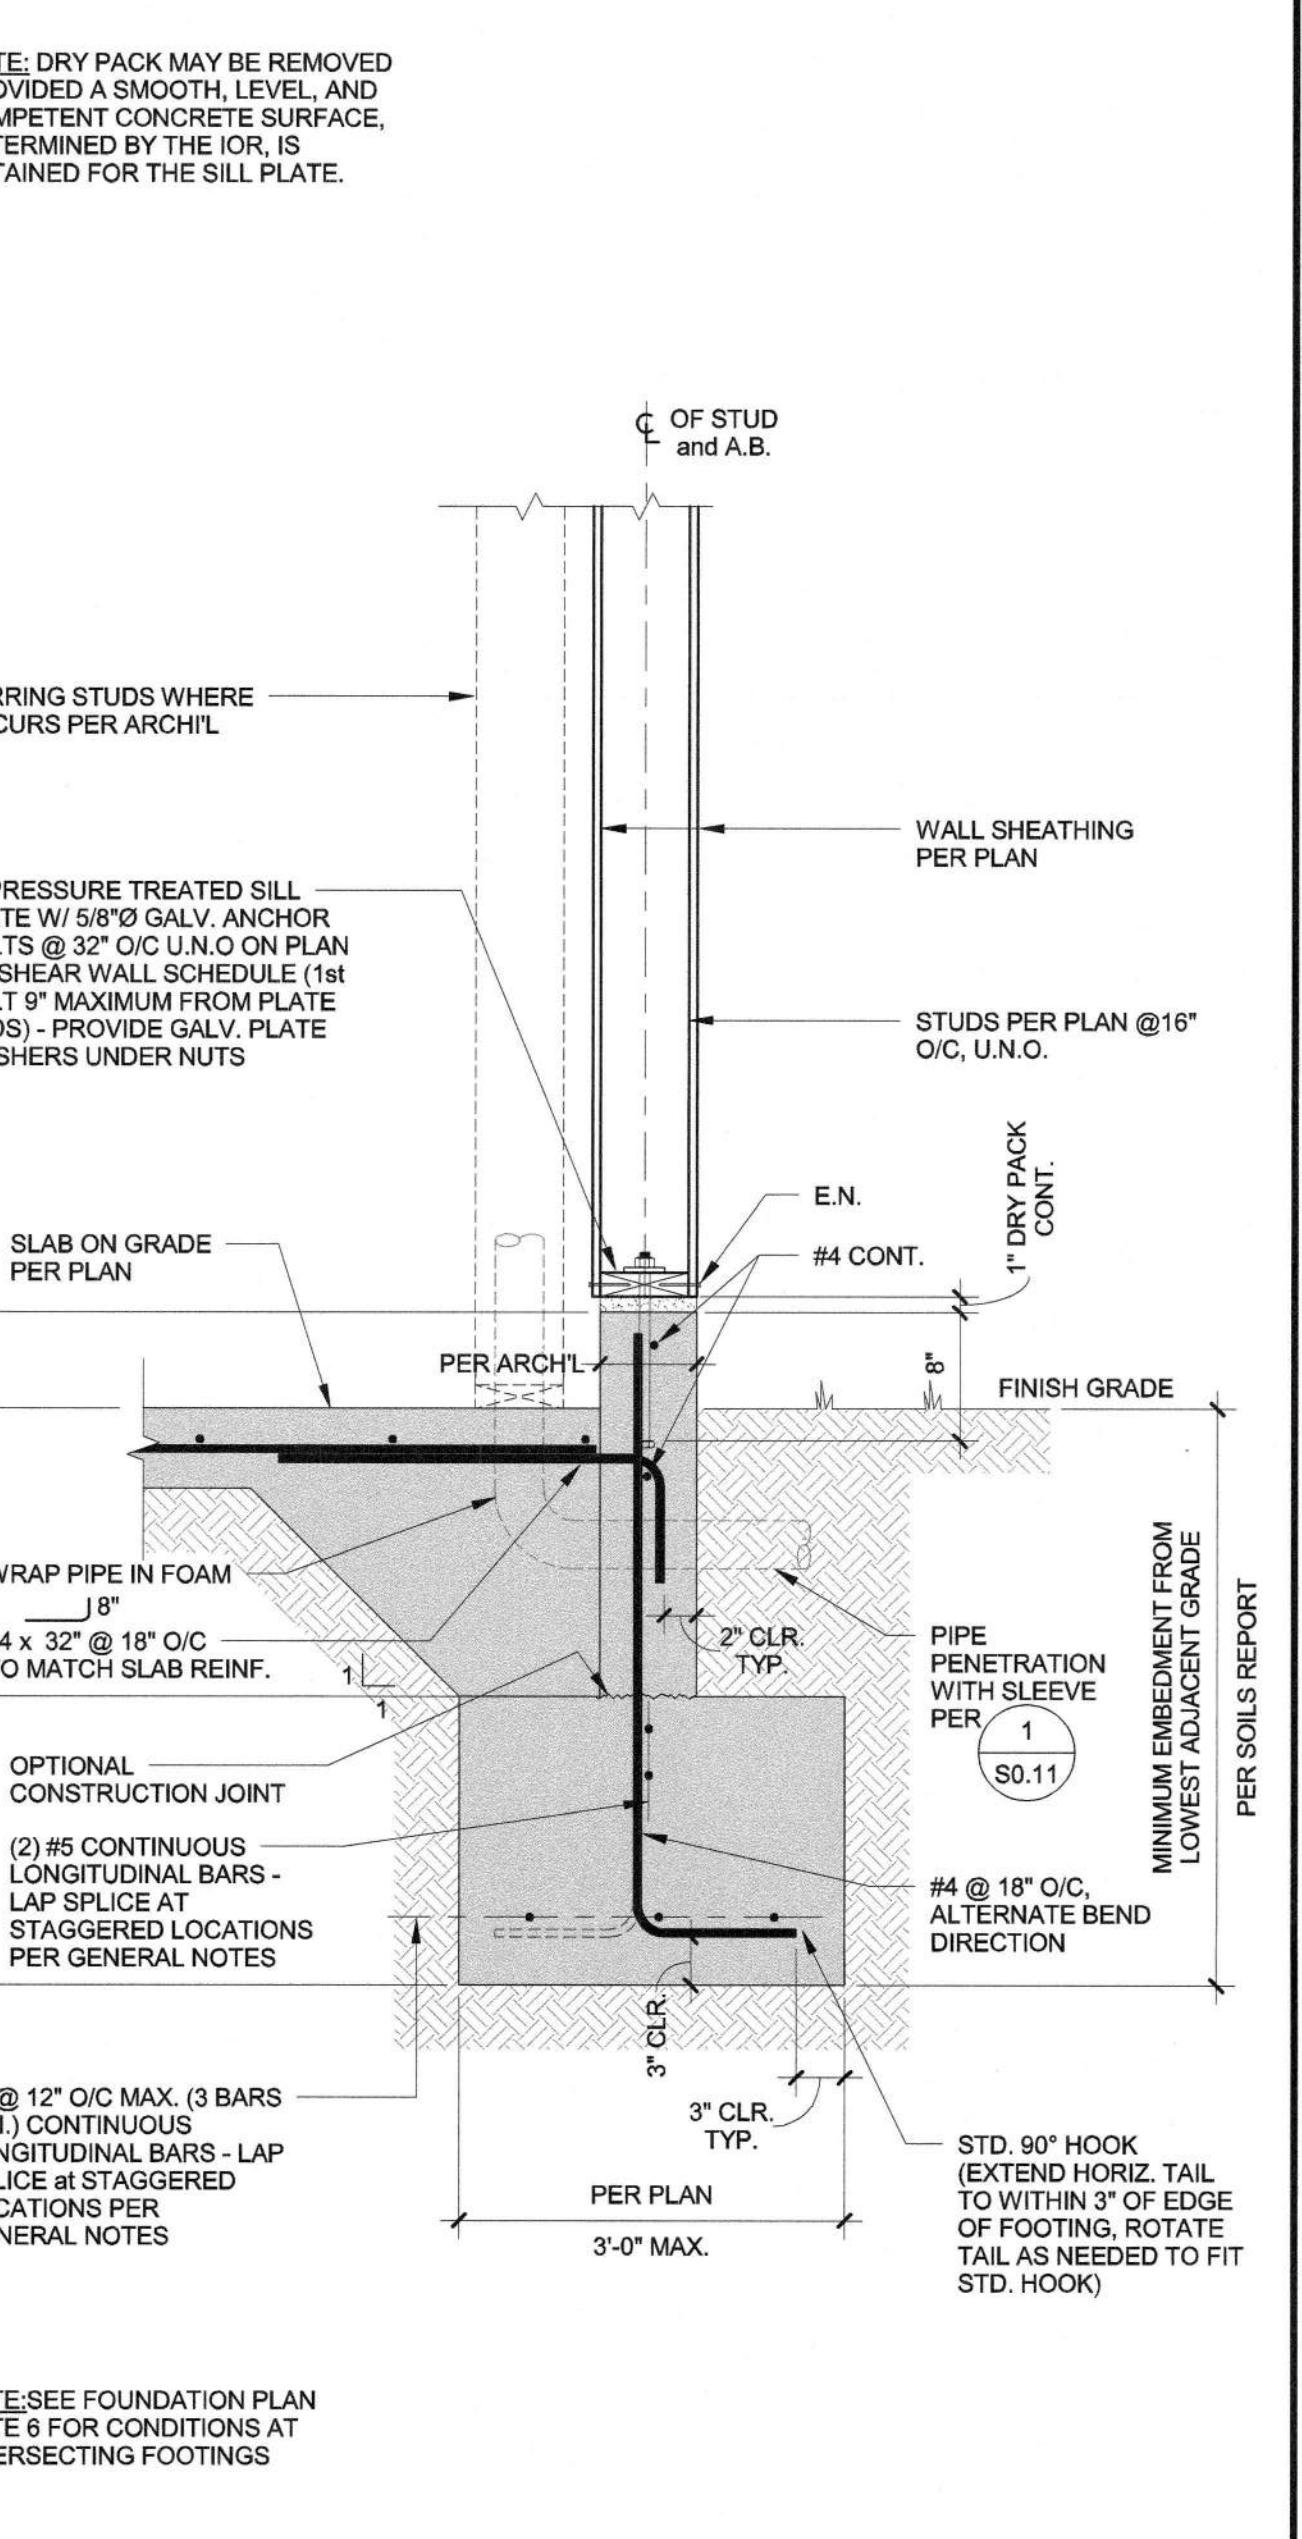 TE: DRY PACK MAY BE REMOVED
OVIDED A SMOOTH, LEVEL, AND
MPETENT CONCRETE SURFACE,
TERMINED BY THE IOR, IS
TAINED FOR THE SILL PLATE.
℄ OF STUD
and A.B.
RRING STUDS WHERE
CURS PER ARCHI'L
WALL SHEATHING
PER PLAN
PRESSURE TREATED SILL
TE W/ 5/8"Ø GALV. ANCHOR
LTS @ 32" O/C U.N.O ON PLAN
SHEAR WALL SCHEDULE (1st
LT 9" MAXIMUM FROM PLATE
DS) - PROVIDE GALV. PLATE
SHERS UNDER NUTS
STUDS PER PLAN @16"
O/C, U.N.O.
1" DRY PACK
CONT.
E.N.
#4 CONT.
SLAB ON GRADE
PER PLAN
PER ARCH'L
8"
FINISH GRADE
WRAP PIPE IN FOAM
8"
4 x 32" @ 18" O/C
TO MATCH SLAB REINF.
1
1
2" CLR.
TYP.
PIPE
PENETRATION
WITH SLEEVE
PER
1
S0.11
MINIMUM EMBEDMENT FROM
LOWEST ADJACENT GRADE
PER SOILS REPORT
OPTIONAL
CONSTRUCTION JOINT
(2) #5 CONTINUOUS
LONGITUDINAL BARS -
LAP SPLICE AT
STAGGERED LOCATIONS
PER GENERAL NOTES
#4 @ 18" O/C,
ALTERNATE BEND
DIRECTION
3" CLR.
3" CLR.
TYP.
@ 12" O/C MAX. (3 BARS
I.) CONTINUOUS
NGITUDINAL BARS - LAP
LICE at STAGGERED
CATIONS PER
NERAL NOTES
STD. 90° HOOK
(EXTEND HORIZ. TAIL
TO WITHIN 3" OF EDGE
OF FOOTING, ROTATE
TAIL AS NEEDED TO FIT
STD. HOOK)
PER PLAN
3'-0" MAX.
TE:SEE FOUNDATION PLAN
TE 6 FOR CONDITIONS AT
ERSECTING FOOTINGS